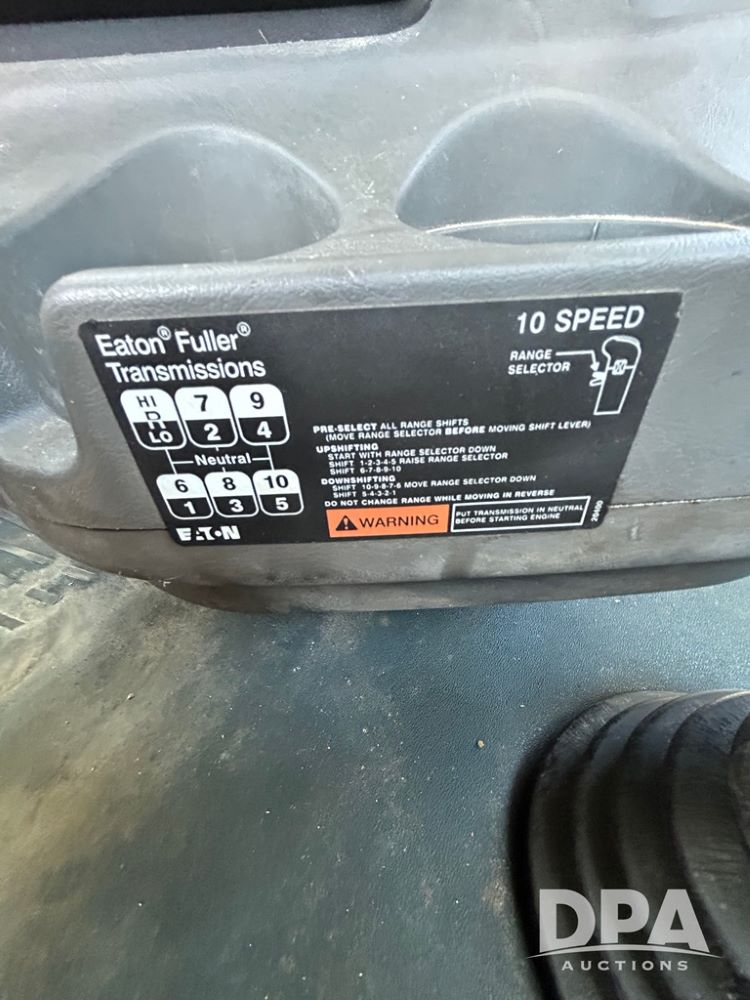 Eaton® Fuller®
Transmissions
10 SPEED
RANGE
SELECTOR
HI
R
LO
7
2
9
4
Neutral
6
1
8
3
10
5
EATON
PRE-SELECT ALL RANGE SHIFTS
(MOVE RANGE SELECTOR BEFORE MOVING SHIFT LEVER)
UPSHIFTING
START WITH RANGE SELECTOR DOWN
SHIFT 1-2-3-4-5 RAISE RANGE SELECTOR
SHIFT 6-7-8-9-10
DOWNSHIFTING
SHIFT 10-9-8-7-6 MOVE RANGE SELECTOR DOWN
SHIFT 5-4-3-2-1
DO NOT CHANGE RANGE WHILE MOVING IN REVERSE
WARNING
PUT TRANSMISSION IN NEUTRAL
BEFORE STARTING ENGINE
DPA
AUCTIONS